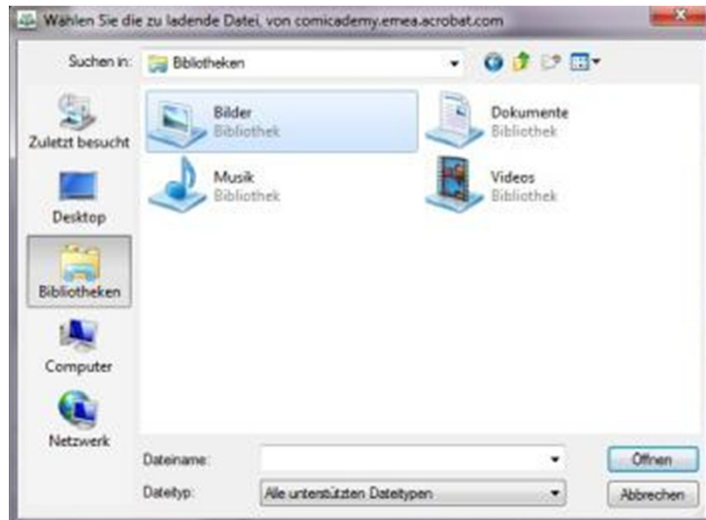 Wählen Sie die zu ladende Datei, von comicademy.emea.acrobat.com
Suchen in: Bibliotheken
Zuletzt besucht
Desktop
Bibliotheken
Computer
Netzwerk
Bilder
Bibliothek
Dokumente
Bibliothek
Musik
Bibliothek
Videos
Bibliothek
Dateiname:
Öffnen
Dateityp: Alle unterstützten Dateitypen
Abbrechen